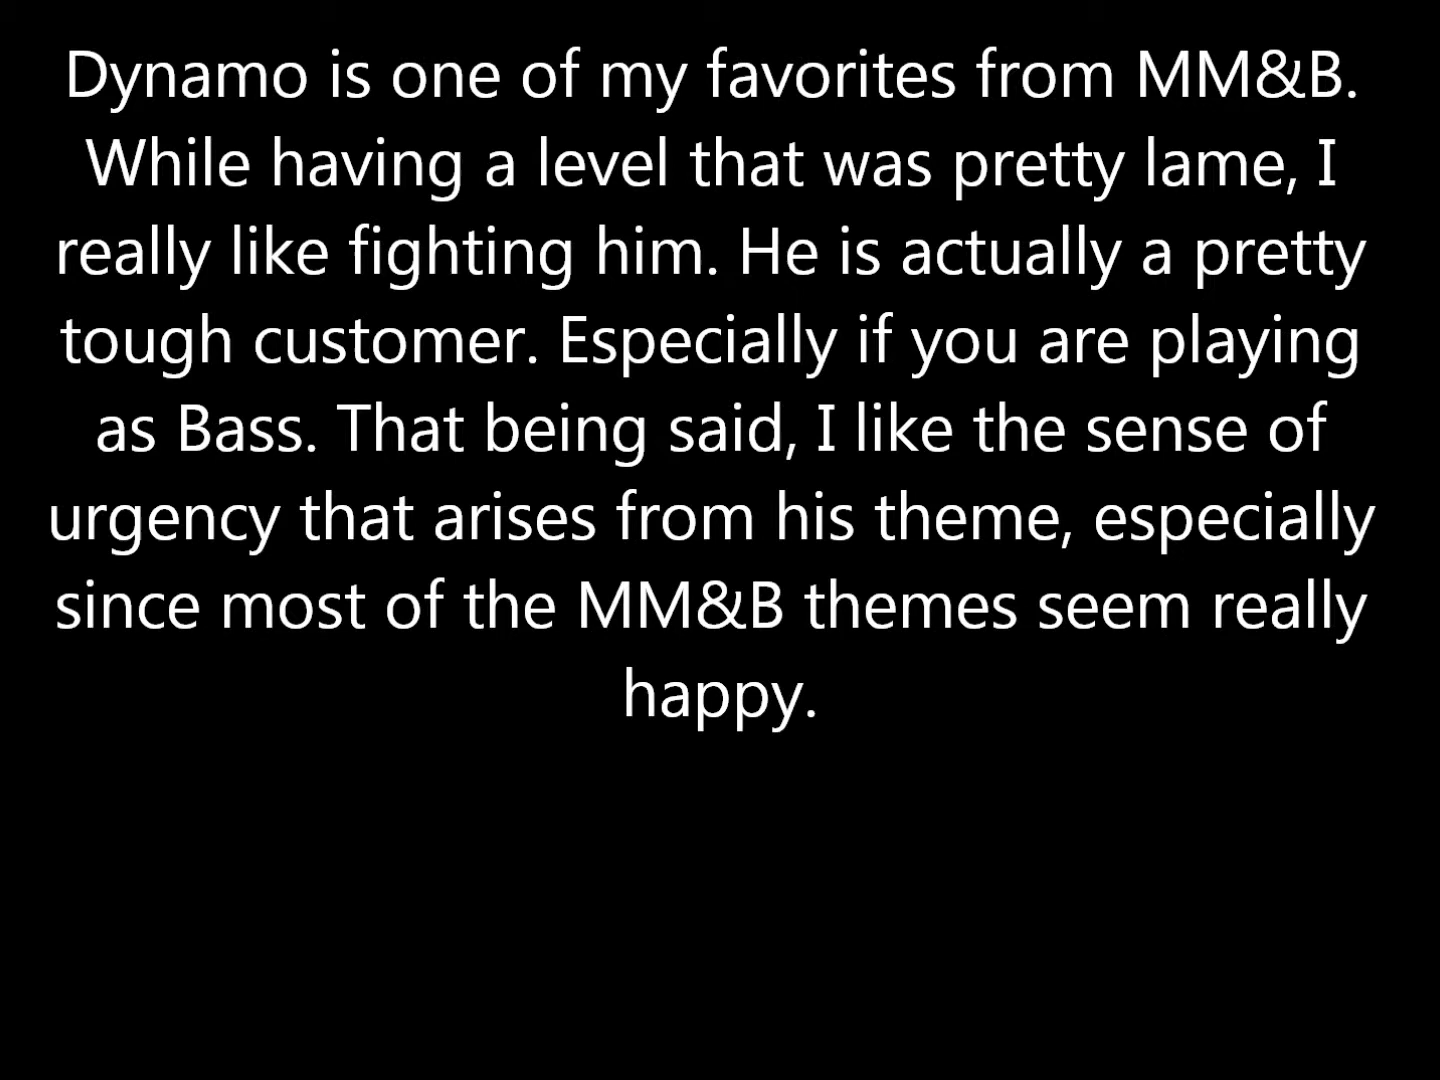 Dynamo is one of my favorites from MM&B.
While having a level that was pretty lame, I
really like fighting him. He is actually a pretty
tough customer. Especially if you are playing
as Bass. That being said, I like the sense of
urgency that arises from his theme, especially
since most of the MM&B themes seem really
happy.